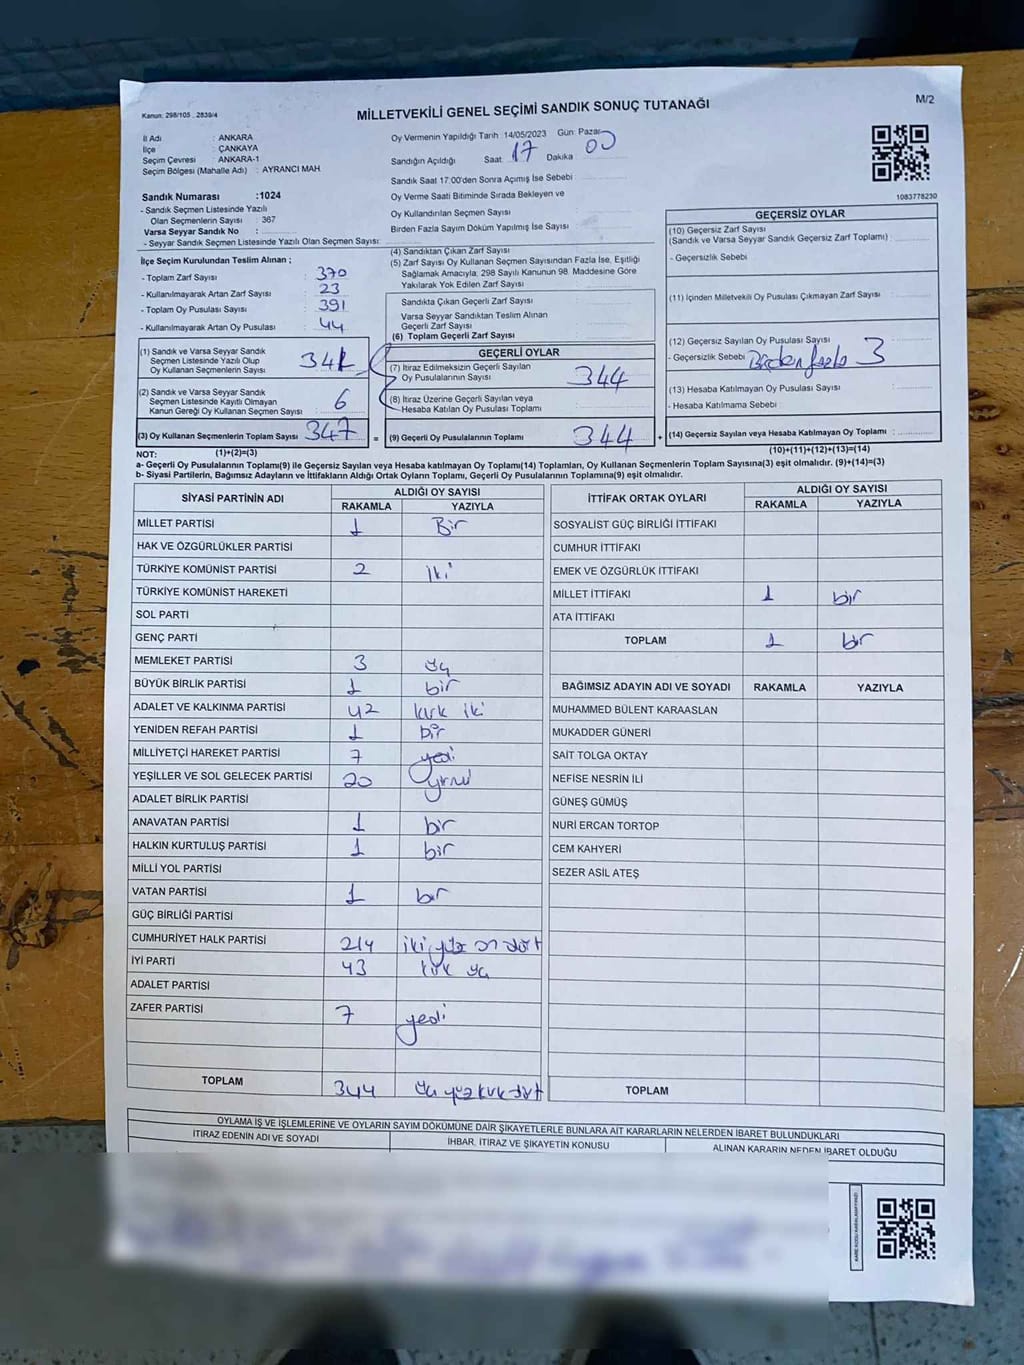 Kanun: 298/105 , 2839/4
MİLLETVEKİLİ GENEL SEÇİMİ SANDIK SONUÇ TUTANAĞI
M/2
İl Adı : ANKARA
İlçe : ÇANKAYA
Seçim Çevresi : ANKARA-1
Seçim Bölgesi (Mahalle Adı) : AYRANCI MAH
Sandık Numarası :1024
- Sandık Seçmen Listesinde Yazılı
Olan Seçmenlerin Sayısı : 367
Varsa Seyyar Sandık No :
- Seyyar Sandık Seçmen Listesinde Yazılı Olan Seçmen Sayısı:
İlçe Seçim Kurulundan Teslim Alınan ;
- Toplam Zarf Sayısı : 370
- Kullanılmayarak Artan Zarf Sayısı : 23
- Toplam Oy Pusulası Sayısı : 391
- Kullanılmayarak Artan Oy Pusulası : 44
Oy Vermenin Yapıldığı Tarih 14/05/2023 Gün: Pazar
Sandığın Açıldığı Saat 17 Dakika 00
Sandık Saat 17:00'den Sonra Açımış İse Sebebi
Oy Verme Saati Bitiminde Sırada Bekleyen ve
Oy Kullandırılan Seçmen Sayısı :
Birden Fazla Sayım Döküm Yapılmış İse Sayısı :
(4) Sandıktan Çıkan Zarf Sayısı :
(5) Zarf Sayısı Oy Kullanan Seçmen Sayısından Fazla İse, Eşitliği
Sağlamak Amacıyla, 298 Sayılı Kanunun 98. Maddesine Göre
Yakılarak Yok Edilen Zarf Sayısı :
Sandıkta Çıkan Geçerli Zarf Sayısı
Varsa Seyyar Sandıktan Teslim Alınan
Geçerli Zarf Sayısı
(6) Toplam Geçerli Zarf Sayısı
1083778230
GEÇERSİZ OYLAR
(10) Geçersiz Zarf Sayısı
(Sandık ve Varsa Seyyar Sandık Geçersiz Zarf Toplamı) :
- Geçersizlik Sebebi
(11) İçinden Milletvekili Oy Pusulası Çıkmayan Zarf Sayısı :
(12) Geçersiz Sayılan Oy Pusulası Sayısı : 3
- Geçersizlik Sebebi
(13) Hesaba Katılmayan Oy Pusulası Sayısı :
- Hesaba Katılmama Sebebi
(14) Geçersiz Sayılan veya Hesaba Katılmayan Oy Toplamı :
(10)+(11)+(12)+(13)=(14)
(1) Sandık ve Varsa Seyyar Sandık
Seçmen Listesinde Yazılı Olup
Oy Kullanan Seçmenlerin Sayısı :
(2) Sandık ve Varsa Seyyar Sandık
Seçmen Listesinde Kayıtlı Olmayan
Kanun Gereği Oy Kullanan Seçmen Sayısı : 6
(3) Oy Kullanan Seçmenlerin Toplam Sayısı : 347 =
(1)+(2)=(3)
GEÇERLİ OYLAR
(7) İtiraz Edilmeksizin Geçerli Sayılan
Oy Pusulalarının Sayısı : 344
(8) İtiraz Üzerine Geçerli Sayılan veya
Hesaba Katılan Oy Pusulası Toplamı :
(9) Geçerli Oy Pusulalarının Toplamı 344 +
NOT:
a- Geçerli Oy Pusulalarının Toplamı(9) ile Geçersiz Sayılan veya Hesaba katılmayan Oy Toplamı(14) Toplamları, Oy Kullanan Seçmenlerin Toplam Sayısına(3) eşit olmalıdır. (9)+(14)=(3)
b- Siyasi Partilerin, Bağımsız Adayların ve İttifakların Aldığı Ortak Oyların Toplamı, Geçerli Oy Pusulalarının Toplamına(9) eşit olmalıdır.
SİYASİ PARTİNİN ADI ALDIĞI OY SAYISI
RAKAMLA YAZIYLA
MİLLET PARTİSİ 1 Bir
HAK VE ÖZGÜRLÜKLER PARTİSİ
TÜRKİYE KOMÜNİST PARTİSİ 2 iki
TÜRKİYE KOMÜNİST HAREKETİ
SOL PARTİ
GENÇ PARTİ
MEMLEKET PARTİSİ 3 üç
BÜYÜK BİRLİK PARTİSİ 1 bir
ADALET VE KALKINMA PARTİSİ 42 kırk iki
YENİDEN REFAH PARTİSİ 1 bir
MİLLİYETÇİ HAREKET PARTİSİ 7 yedi
YEŞİLLER VE SOL GELECEK PARTİSİ 20 yirmi
ADALET BİRLİK PARTİSİ
ANAVATAN PARTİSİ 1 bir
HALKIN KURTULUŞ PARTİSİ 1 bir
MİLLİ YOL PARTİSİ
VATAN PARTİSİ 1 bir
GÜÇ BİRLİĞİ PARTİSİ
CUMHURİYET HALK PARTİSİ 214 iki yüz on dört
İYİ PARTİ 43 kırk üç
ADALET PARTİSİ
ZAFER PARTİSİ 7 yedi
TOPLAM 344 üç yüz kırk dört
İTTİFAK ORTAK OYLARI ALDIĞI OY SAYISI
RAKAMLA YAZIYLA
SOSYALİST GÜÇ BİRLİĞİ İTTİFAKI
CUMHUR İTTİFAKI
EMEK VE ÖZGÜRLÜK İTTİFAKI
MİLLET İTTİFAKI 1 bir
ATA İTTİFAKI
TOPLAM 1 bir
BAĞIMSIZ ADAYIN ADI VE SOYADI RAKAMLA YAZIYLA
MUHAMMED BÜLENT KARAASLAN
MUKADDER GÜNERİ
SAİT TOLGA OKTAY
NEFİSE NESRİN İLİ
GÜNEŞ GÜMÜŞ
NURİ ERCAN TORTOP
CEM KAHYERİ
SEZER ASİL ATEŞ
TOPLAM
OYLAMA İŞ VE İŞLEMLERİNE VE OYLARIN SAYIM DÖKÜMÜNE DAİR ŞİKAYETLERLE BUNLARA AİT KARARLARIN NELERDEN İBARET BULUNDUKLARI
İTİRAZ EDENİN ADI VE SOYADI İHBAR, İTİRAZ VE ŞİKAYETİN KONUSU ALINAN KARARIN NEDEN İBARET OLDUĞU